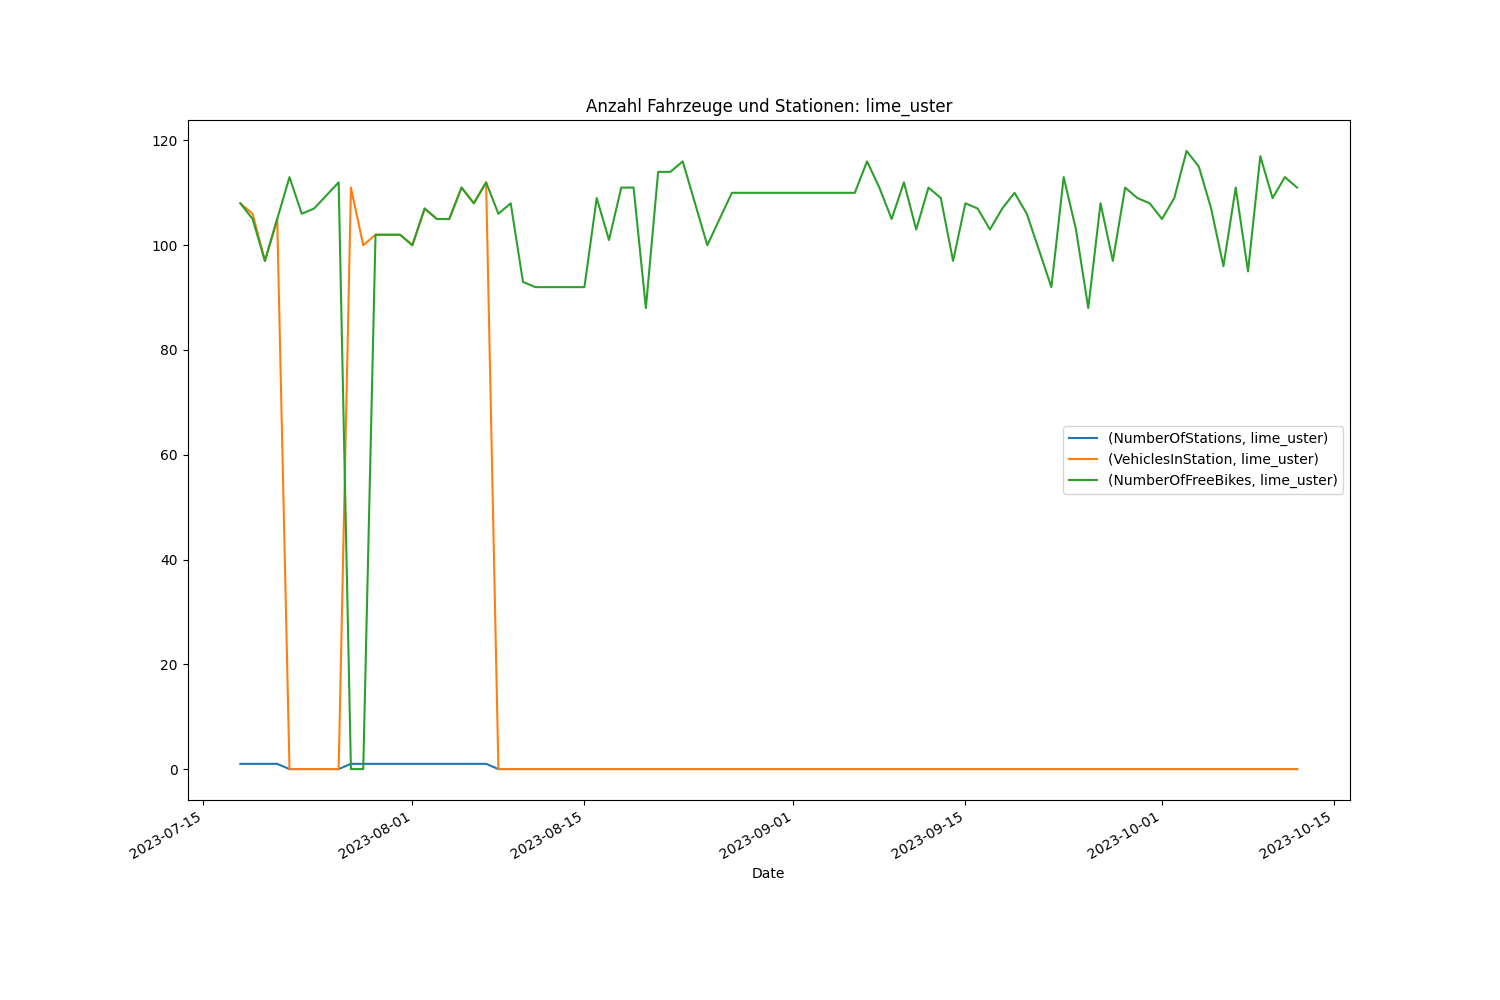 Anzahl Fahrzeuge und Stationen: lime_uster
120
100
80
60
40
20
0
(NumberOfStations, lime_uster)
(VehiclesInStation, lime_uster)
(NumberOfFreeBikes, lime_uster)
2023-07-15
2023-08-01
2023-08-15
2023-09-01
2023-09-15
2023-10-01
2023-10-15
Date